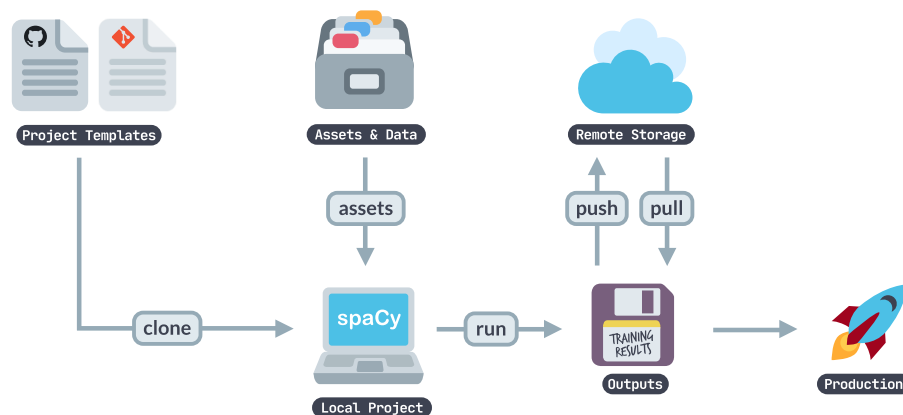 Project Templates
Assets & Data
Remote Storage
assets
push
pull
clone
spaCy
run
TRAINING
RESULTS
Outputs
Production
Local Project